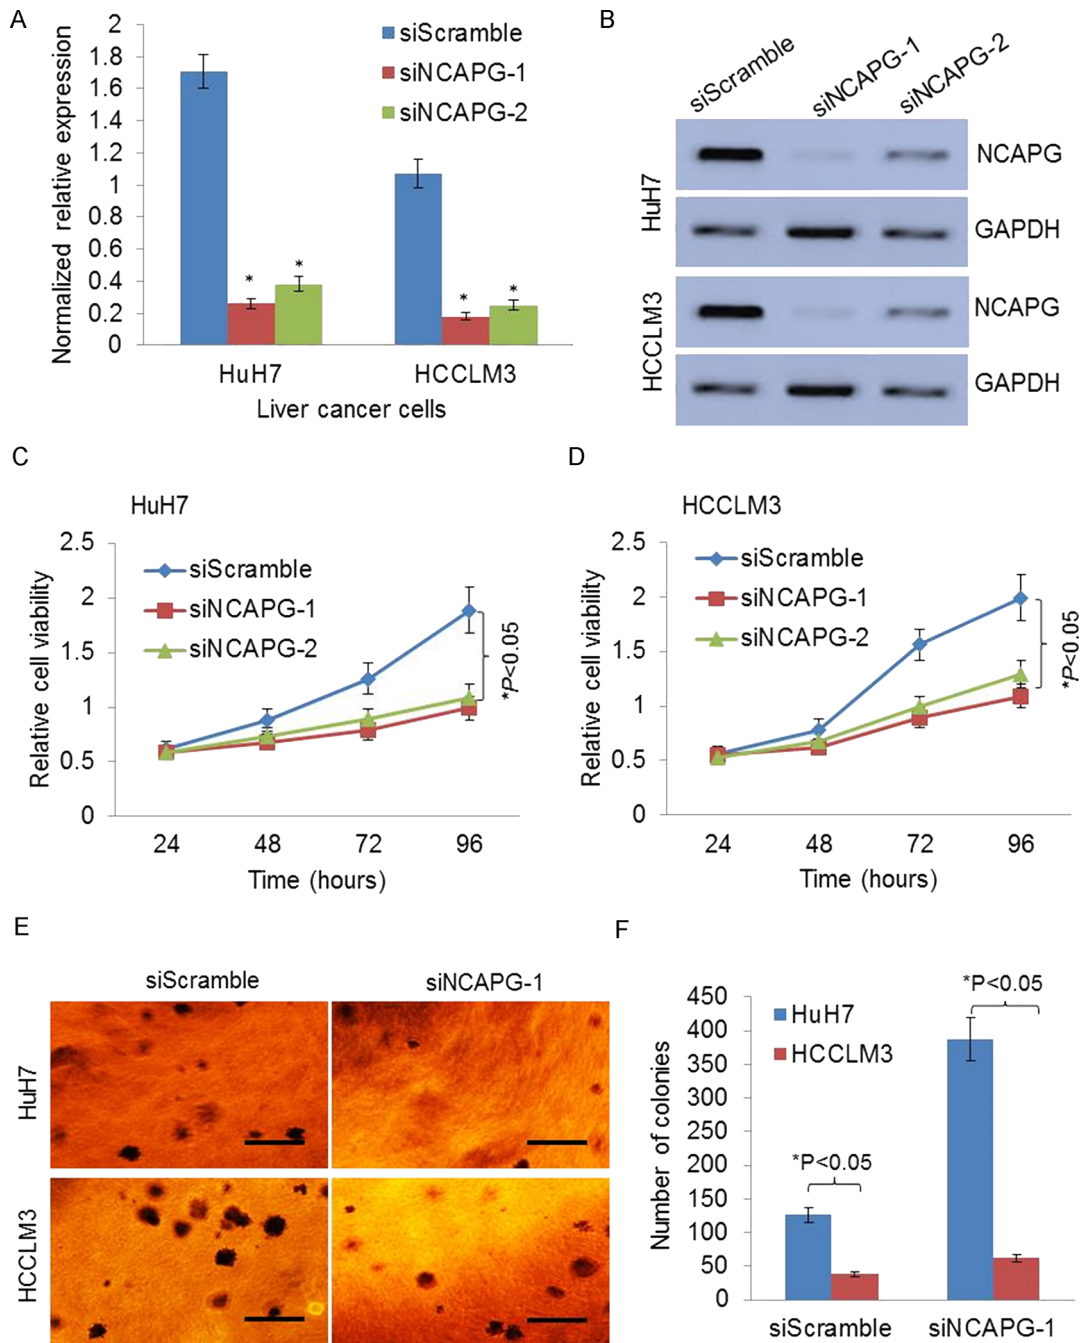 A
Normalized relative expression
2
1.8
1.6
1.4
1.2
1
0.8
0.6
0.4
0.2
0
siScramble
siNCAPG-1
siNCAPG-2
* *
* *
HuH7 HCCLM3
Liver cancer cells
B
siScramble siNCAPG-1 siNCAPG-2
HuH7
NCAPG
GAPDH
HCCLM3
NCAPG
GAPDH
C
HuH7
Relative cell viability
2.5
2
1.5
1
0.5
0
siScramble
siNCAPG-1
siNCAPG-2
*P<0.05
24 48 72 96
Time (hours)
D
HCCLM3
Relative cell viability
2.5
2
1.5
1
0.5
0
siScramble
siNCAPG-1
siNCAPG-2
*P<0.05
24 48 72 96
Time (hours)
E
siScramble siNCAPG-1
HuH7
HCCLM3
F
Number of colonies
450
400
350
300
250
200
150
100
50
0
HuH7
HCCLM3
*P<0.05
*P<0.05
siScramble siNCAPG-1